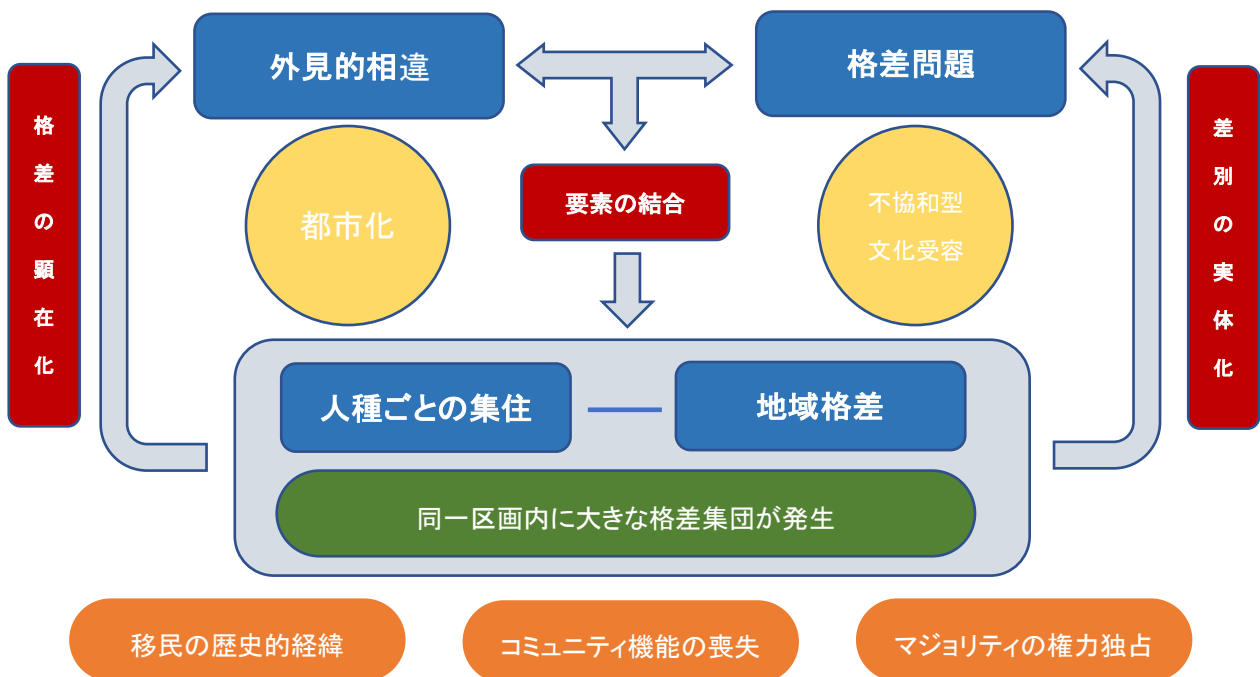 外見的相違
格差問題
格差の顕在化
差別の実体化
都市化
要素の結合
不協和型
文化受容
人種ごとの集住
地域格差
同一区画内に大きな格差集団が発生
移民の歴史的経緯
コミュニティ機能の喪失
マジョリティの権力独占